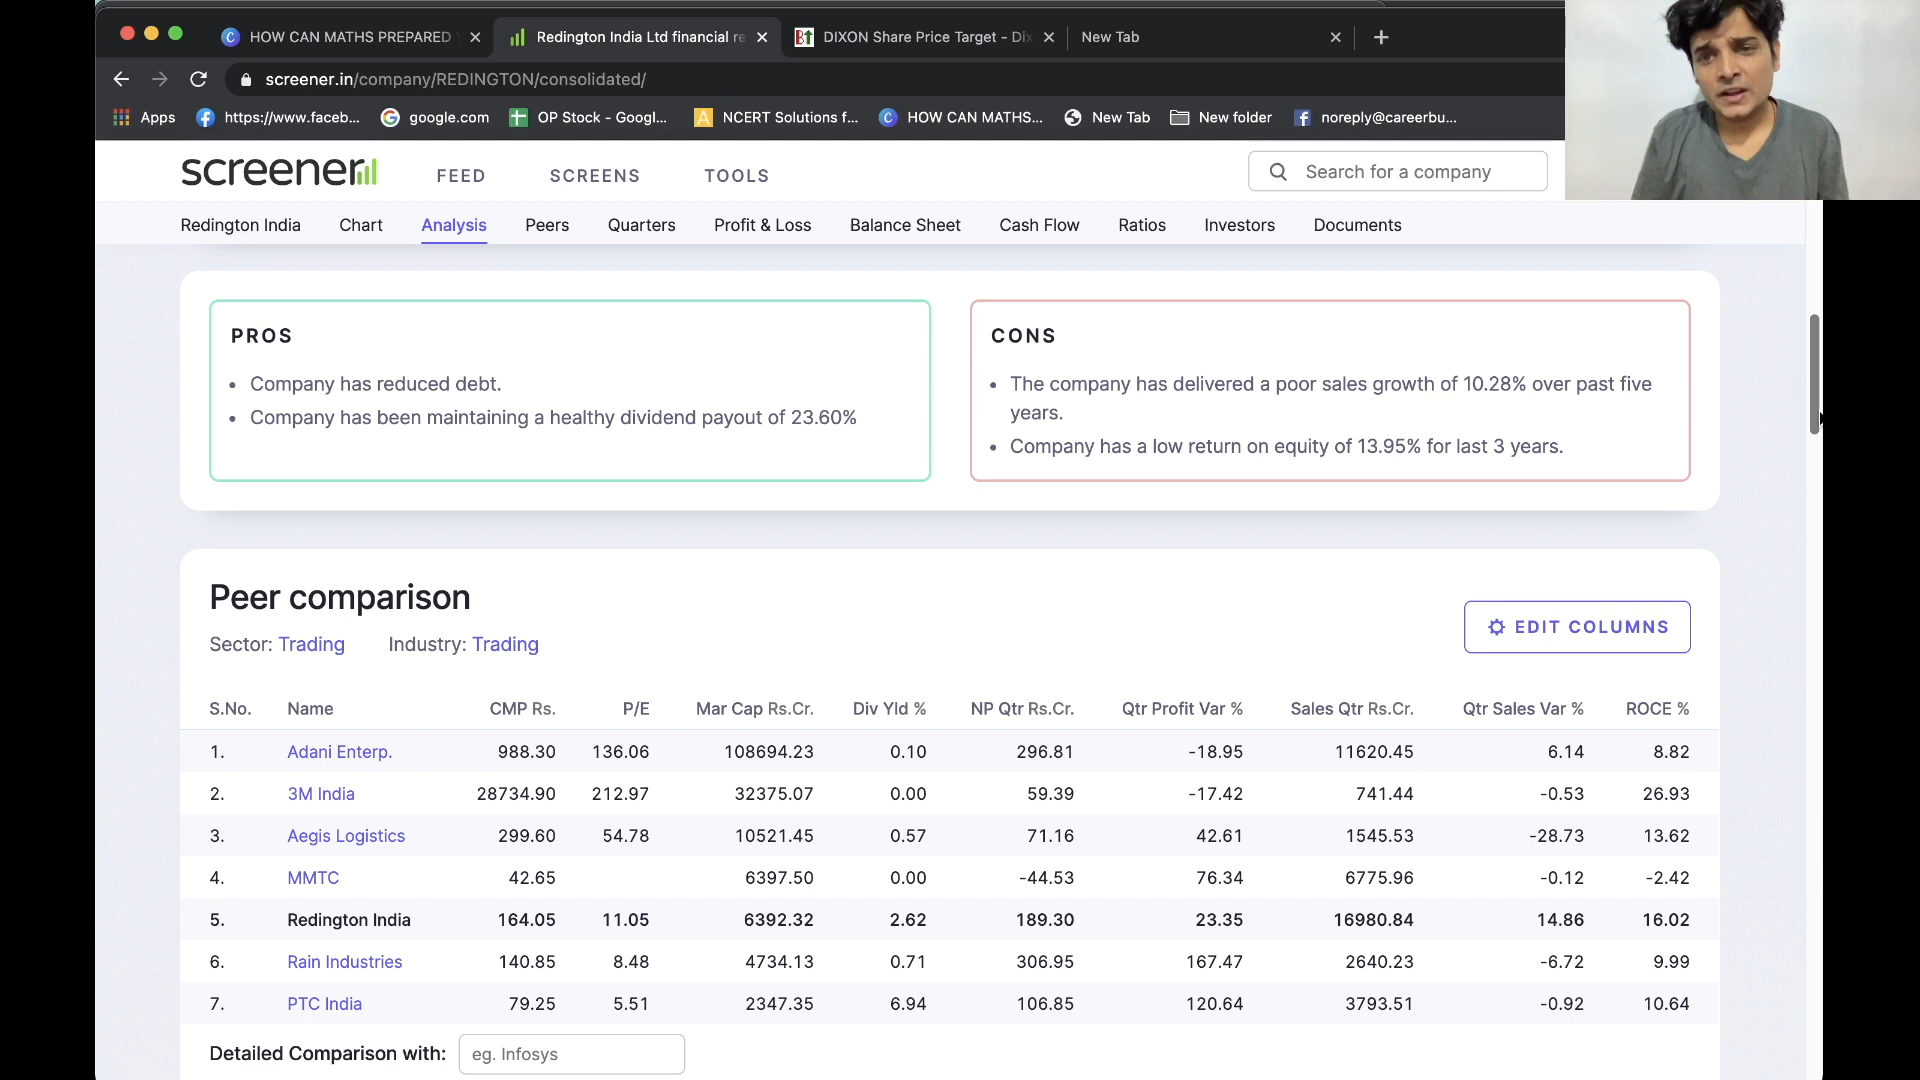 HOW CAN MATHS PREPARED
Redington India Ltd financial re
DIXON Share Price Target - Dix
New Tab
screener.in/company/REDINGTON/consolidated/
Apps
https://www.faceb...
google.com
OP Stock - Googl...
NCERT Solutions f...
HOW CAN MATHS...
New Tab
New folder
noreply@careerbu...
screener
FEED
SCREENS
TOOLS
Search for a company
Redington India
Chart
Analysis
Peers
Quarters
Profit & Loss
Balance Sheet
Cash Flow
Ratios
Investors
Documents
PROS
• Company has reduced debt.
• Company has been maintaining a healthy dividend payout of 23.60%
CONS
• The company has delivered a poor sales growth of 10.28% over past five
years.
• Company has a low return on equity of 13.95% for last 3 years.
Peer comparison
Sector: Trading Industry: Trading
EDIT COLUMNS
S.No. Name CMP Rs. P/E Mar Cap Rs.Cr. Div Yld % NP Qtr Rs.Cr. Qtr Profit Var % Sales Qtr Rs.Cr. Qtr Sales Var % ROCE %
1. Adani Enterp. 988.30 136.06 108694.23 0.10 296.81 -18.95 11620.45 6.14 8.82
2. 3M India 28734.90 212.97 32375.07 0.00 59.39 -17.42 741.44 -0.53 26.93
3. Aegis Logistics 299.60 54.78 10521.45 0.57 71.16 42.61 1545.53 -28.73 13.62
4. MMTC 42.65 6397.50 0.00 -44.53 76.34 6775.96 -0.12 -2.42
5. Redington India 164.05 11.05 6392.32 2.62 189.30 23.35 16980.84 14.86 16.02
6. Rain Industries 140.85 8.48 4734.13 0.71 306.95 167.47 2640.23 -6.72 9.99
7. PTC India 79.25 5.51 2347.35 6.94 106.85 120.64 3793.51 -0.92 10.64
Detailed Comparison with: eg. Infosys